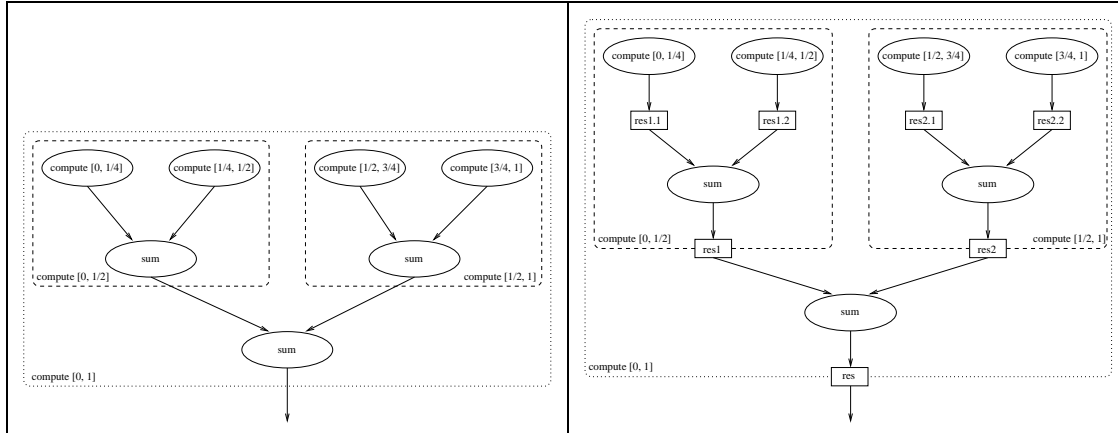 compute [0, 1/4]
compute [1/4, 1/2]
compute [1/2, 3/4]
compute [3/4, 1]
sum
sum
compute [0, 1/2]
compute [1/2, 1]
sum
compute [0, 1]
compute [0, 1/4]
compute [1/4, 1/2]
compute [1/2, 3/4]
compute [3/4, 1]
res1.1
res1.2
res2.1
res2.2
sum
sum
compute [0, 1/2]
res1
res2
compute [1/2, 1]
sum
compute [0, 1]
res